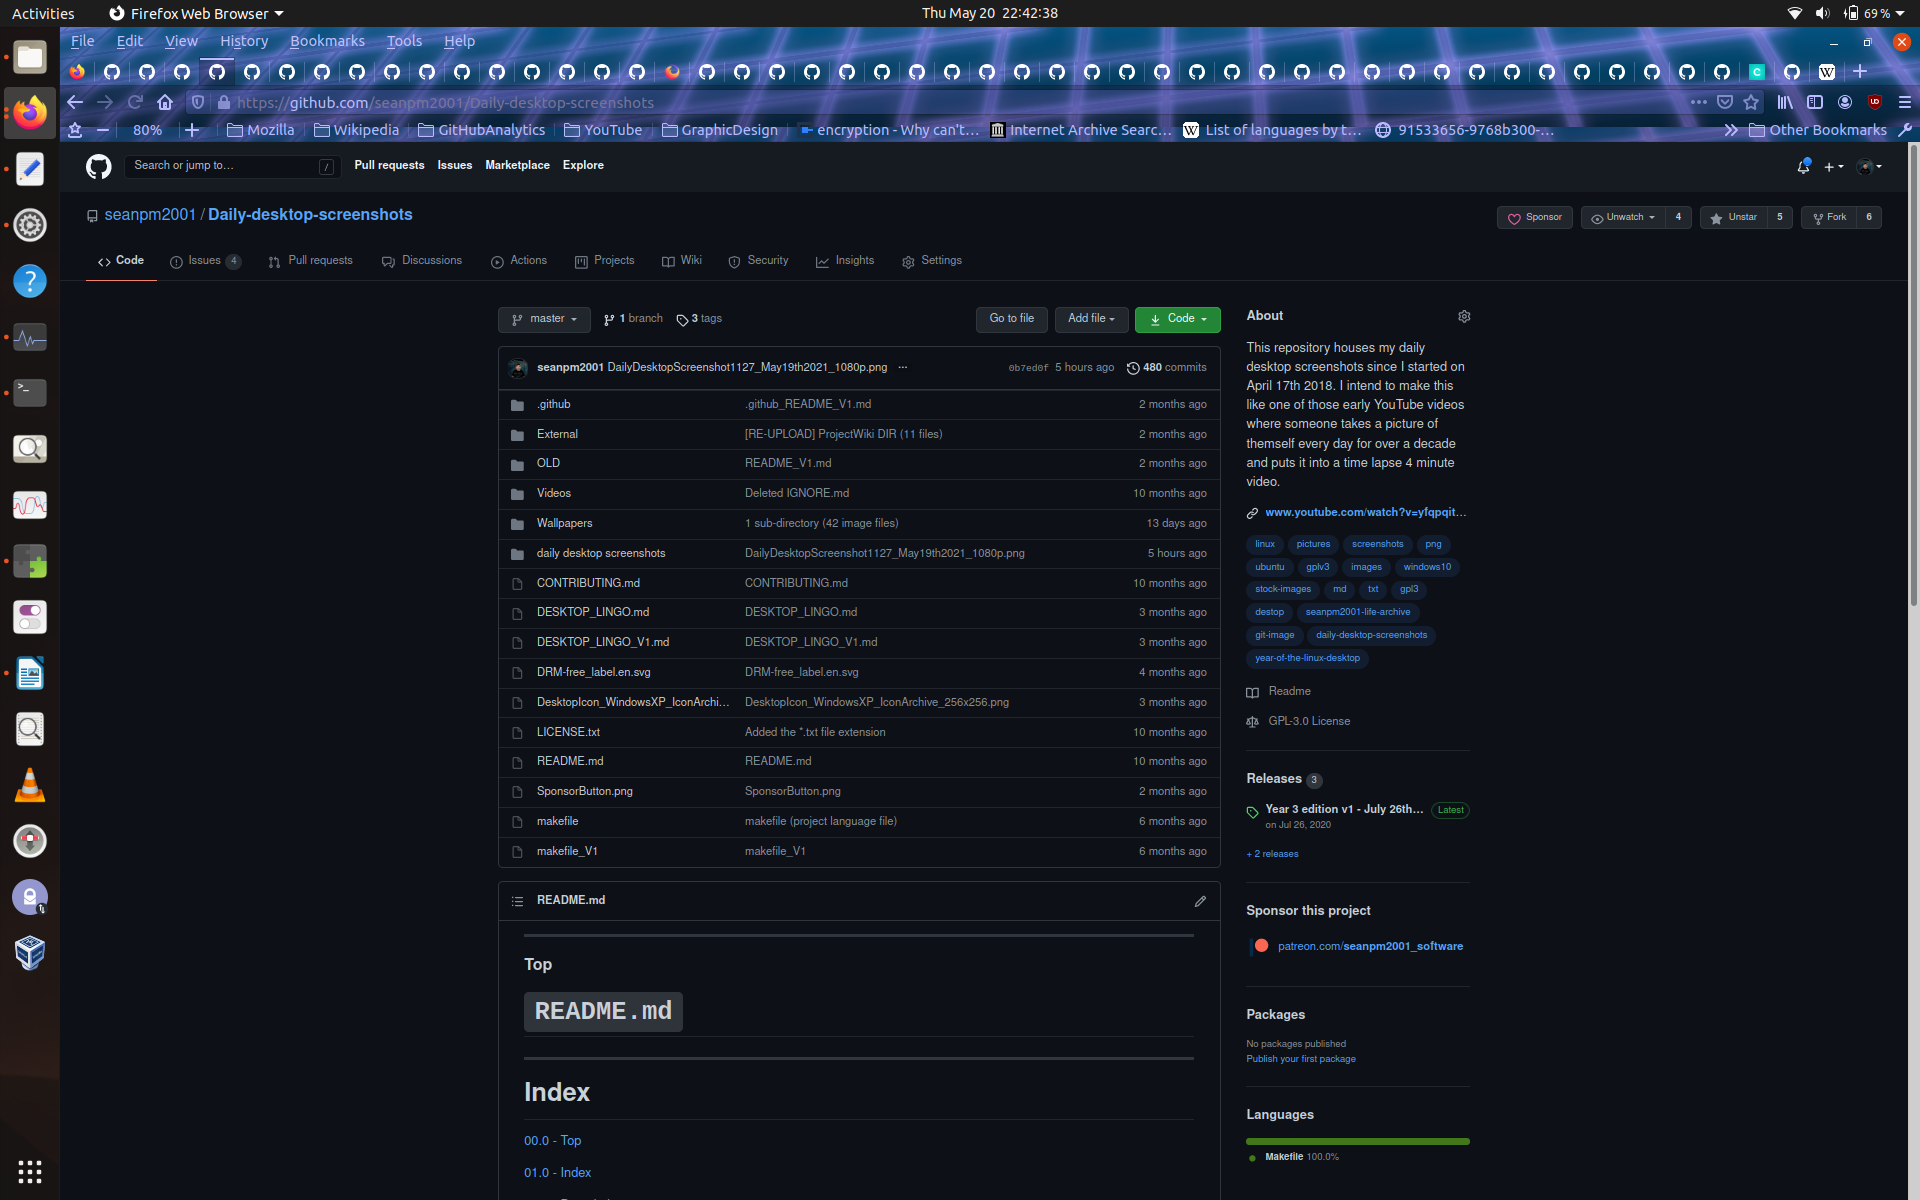 Activities
Firefox Web Browser
Thu May 20 22:42:38
69 %
File Edit View History Bookmarks Tools Help
https://github.com/seanpm2001/Daily-desktop-screenshots
80%
Mozilla
Wikipedia
GitHubAnalytics
YouTube
GraphicDesign
encryption - Why can't…
Internet Archive Searc…
List of languages by t…
91533656-9768b300-…
Other Bookmarks
Search or jump to…
/
Pull requests
Issues
Marketplace
Explore
seanpm2001 / Daily-desktop-screenshots
Sponsor
Unwatch 4
Unstar 5
Fork 6
Code
Issues 4
Pull requests
Discussions
Actions
Projects
Wiki
Security
Insights
Settings
master
1 branch
3 tags
Go to file
Add file
Code
seanpm2001 DailyDesktopScreenshot1127_May19th2021_1080p.png ...
0b7ed0f 5 hours ago
480 commits
.github .github_README_V1.md 2 months ago
External [RE-UPLOAD] ProjectWiki DIR (11 files) 2 months ago
OLD README_V1.md 2 months ago
Videos Deleted IGNORE.md 10 months ago
Wallpapers 1 sub-directory (42 image files) 13 days ago
daily desktop screenshots DailyDesktopScreenshot1127_May19th2021_1080p.png 5 hours ago
CONTRIBUTING.md CONTRIBUTING.md 10 months ago
DESKTOP_LINGO.md DESKTOP_LINGO.md 3 months ago
DESKTOP_LINGO_V1.md DESKTOP_LINGO_V1.md 3 months ago
DRM-free_label.en.svg DRM-free_label.en.svg 4 months ago
DesktopIcon_WindowsXP_IconArchi… DesktopIcon_WindowsXP_IconArchive_256x256.png 3 months ago
LICENSE.txt Added the *.txt file extension 10 months ago
README.md README.md 10 months ago
SponsorButton.png SponsorButton.png 2 months ago
makefile makefile (project language file) 6 months ago
makefile_V1 makefile_V1 6 months ago
README.md
Top
README.md
Index
00.0 - Top
01.0 - Index
About
This repository houses my daily
desktop screenshots since I started on
April 17th 2018. I intend to make this
like one of those early YouTube videos
where someone takes a picture of
themself every day for over a decade
and puts it into a time lapse 4 minute
video.
www.youtube.com/watch?v=yfqpqit…
linux pictures screenshots png
ubuntu gplv3 images windows10
stock-images md txt gpl3
destop seanpm2001-life-archive
git-image daily-desktop-screenshots
year-of-the-linux-desktop
Readme
GPL-3.0 License
Releases 3
Year 3 edition v1 - July 26th… Latest
on Jul 26, 2020
+ 2 releases
Sponsor this project
patreon.com/seanpm2001_software
Packages
No packages published
Publish your first package
Languages
Makefile 100.0%